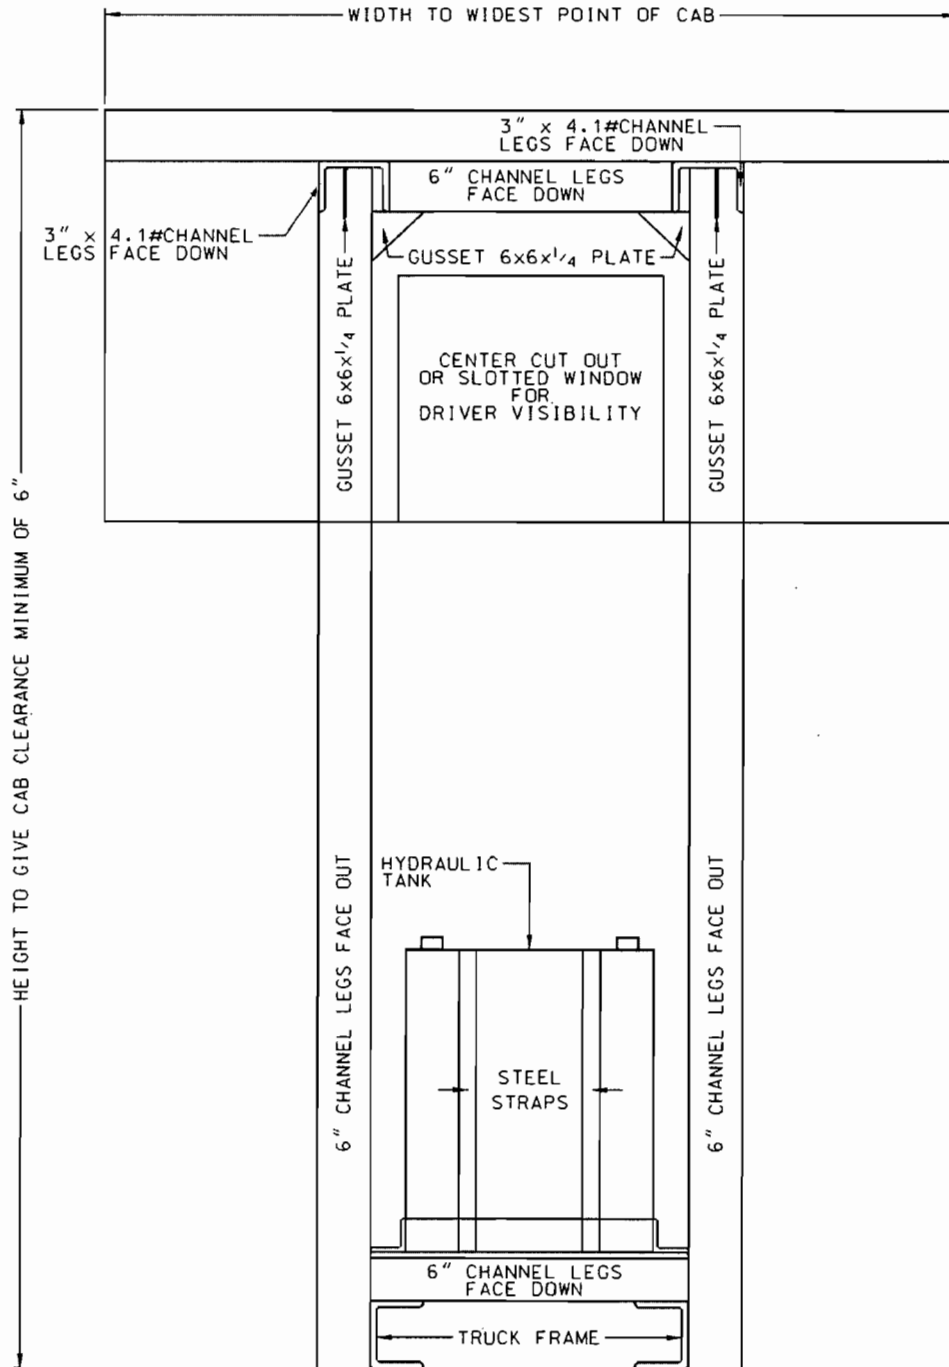 WIDTH TO WIDEST POINT OF CAB
3" x 4.1#CHANNEL
LEGS FACE DOWN
6" CHANNEL LEGS
FACE DOWN
3" x 4.1#CHANNEL
LEGS FACE DOWN
GUSSET 6x6x1/4 PLATE
GUSSET 6x6x1/4 PLATE
GUSSET 6x6x1/4 PLATE
CENTER CUT OUT
OR SLOTTED WINDOW
FOR
DRIVER VISIBILITY
HEIGHT TO GIVE CAB CLEARANCE MINIMUM OF 6"
HYDRAULIC
TANK
6" CHANNEL LEGS FACE OUT
6" CHANNEL LEGS FACE OUT
STEEL
STRAPS
6" CHANNEL LEGS
FACE DOWN
TRUCK FRAME